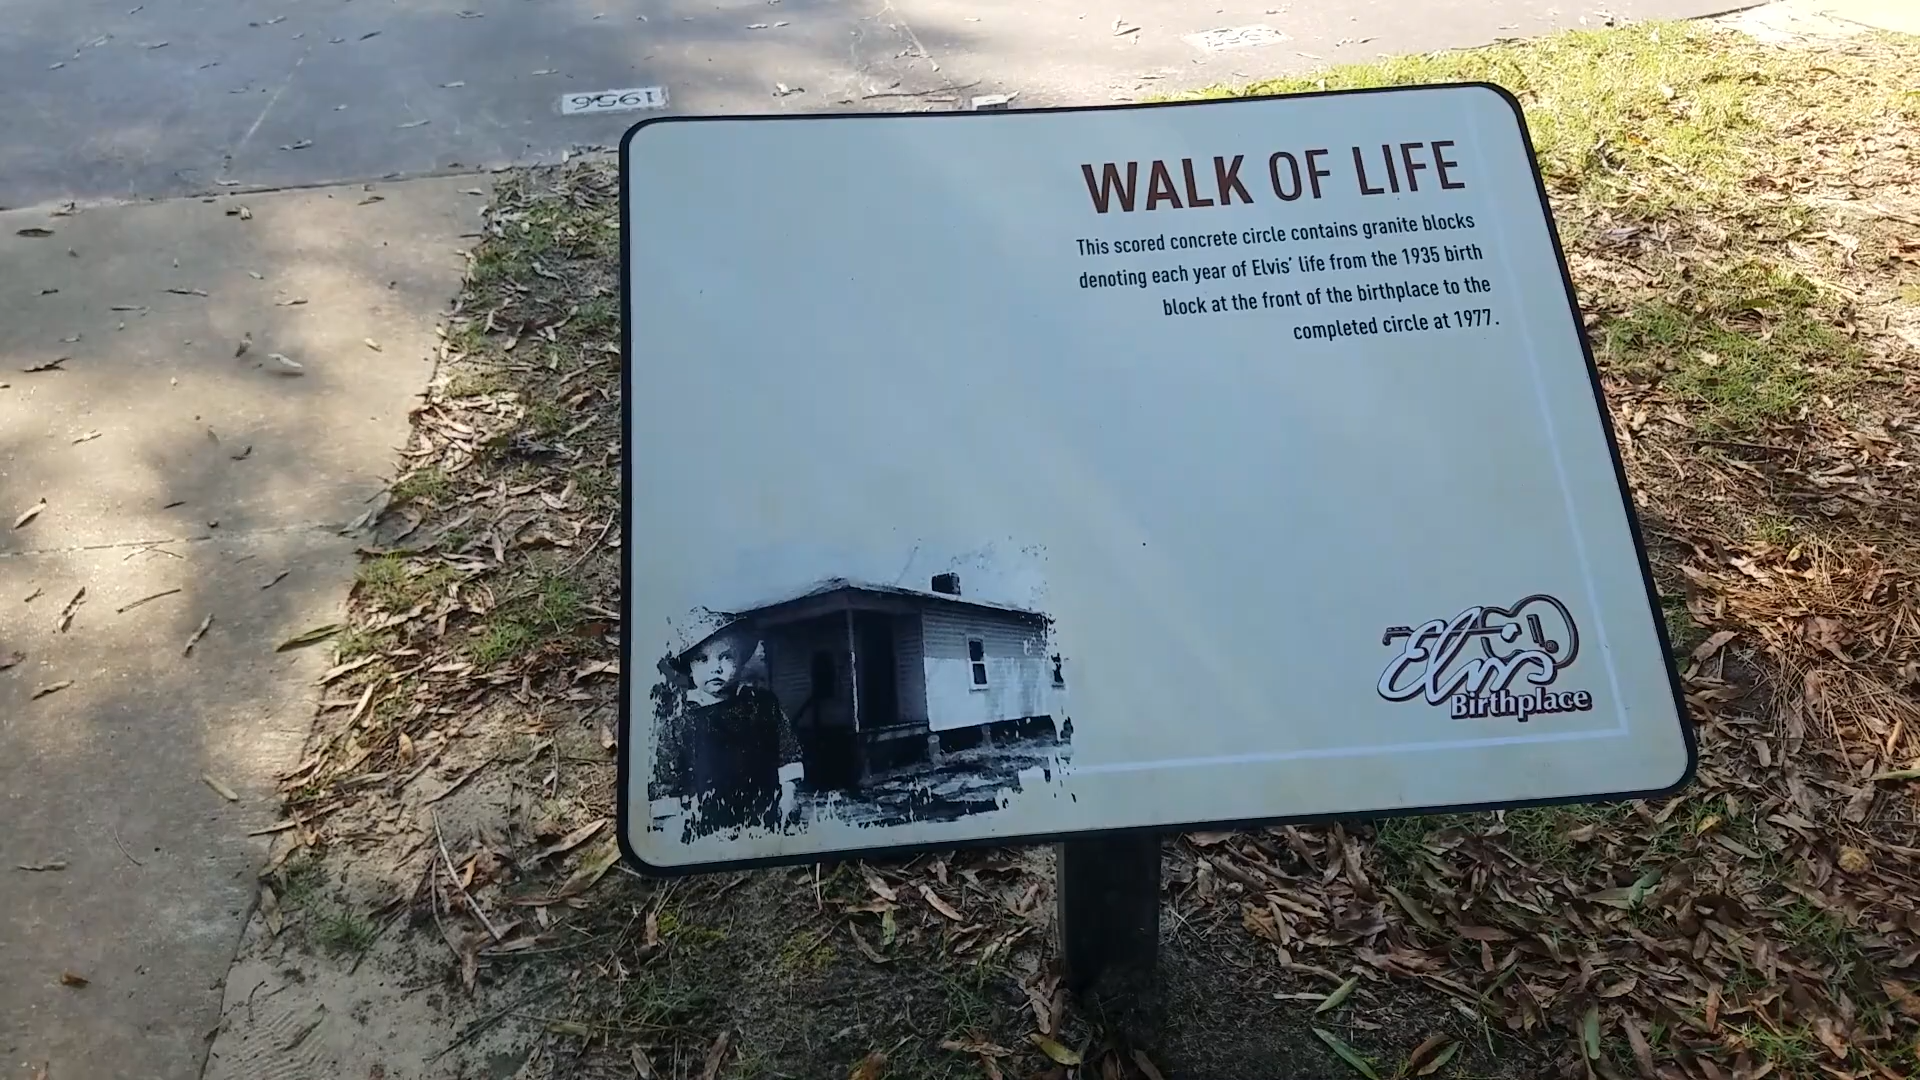 1956
WALK OF LIFE
This scored concrete circle contains granite blocks
denoting each year of Elvis' life from the 1935 birth
block at the front of the birthplace to the
completed circle at 1977.
Elvis
Birthplace